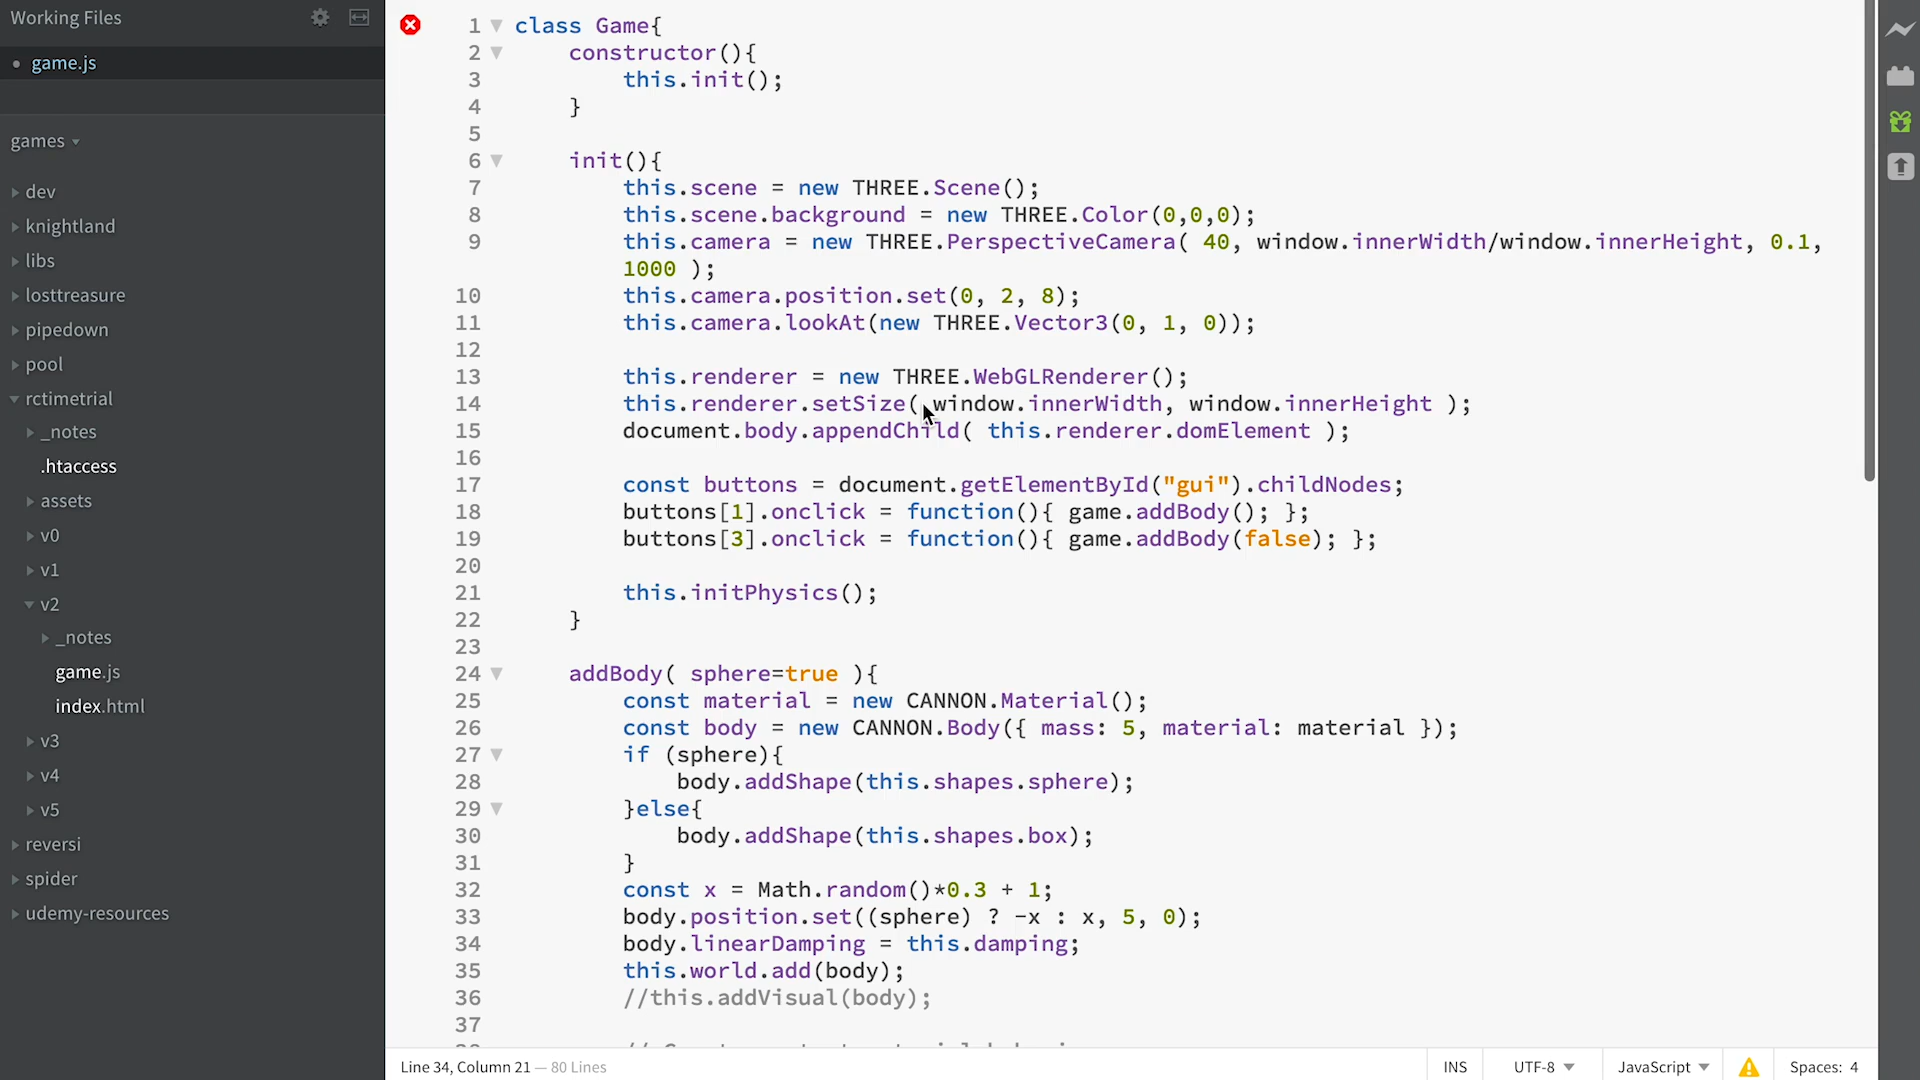 Working Files
game.js
games
dev
knightland
libs
losttreasure
pipedown
pool
rctimetrial
_notes
.htaccess
assets
v0
v1
v2
_notes
game.js
index.html
v3
v4
v5
reversi
spider
udemy-resources
1 class Game{
2 constructor(){
3 this.init();
4 }
5
6 init(){
7 this.scene = new THREE.Scene();
8 this.scene.background = new THREE.Color(0,0,0);
9 this.camera = new THREE.PerspectiveCamera( 40, window.innerWidth/window.innerHeight, 0.1,
1000 );
10 this.camera.position.set(0, 2, 8);
11 this.camera.lookAt(new THREE.Vector3(0, 1, 0));
12
13 this.renderer = new THREE.WebGLRenderer();
14 this.renderer.setSize( window.innerWidth, window.innerHeight );
15 document.body.appendChild( this.renderer.domElement );
16
17 const buttons = document.getElementById("gui").childNodes;
18 buttons[1].onclick = function(){ game.addBody(); };
19 buttons[3].onclick = function(){ game.addBody(false); };
20
21 this.initPhysics();
22 }
23
24 addBody( sphere=true ){
25 const material = new CANNON.Material();
26 const body = new CANNON.Body({ mass: 5, material: material });
27 if (sphere){
28 body.addShape(this.shapes.sphere);
29 }else{
30 body.addShape(this.shapes.box);
31 }
32 const x = Math.random()*0.3 + 1;
33 body.position.set((sphere) ? -x : x, 5, 0);
34 body.linearDamping = this.damping;
35 this.world.add(body);
36 //this.addVisual(body);
37
Line 34, Column 21 — 80 Lines
INS
UTF-8
JavaScript
Spaces: 4